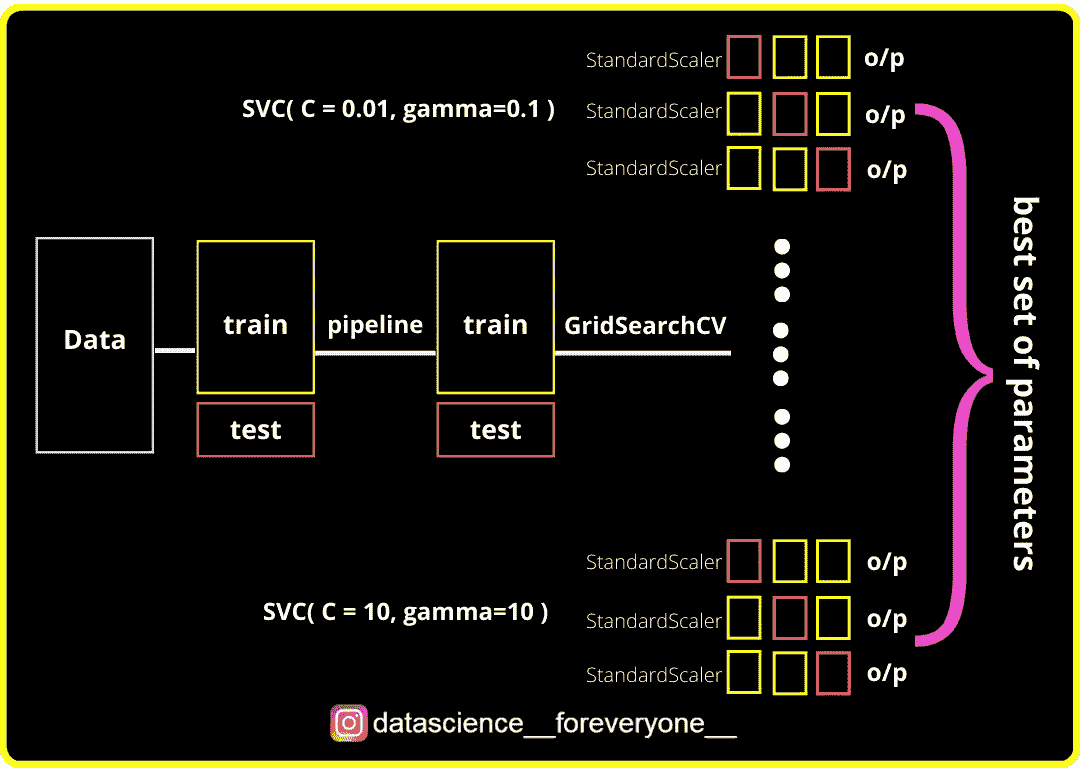 StandardScaler o/p
SVC( C = 0.01, gamma=0.1 )
StandardScaler o/p
StandardScaler o/p
Data
train
test
pipeline
train
test
GridSearchCV
best set of parameters
StandardScaler o/p
SVC( C = 10, gamma=10 )
StandardScaler o/p
StandardScaler o/p
datascience__foreveryone__